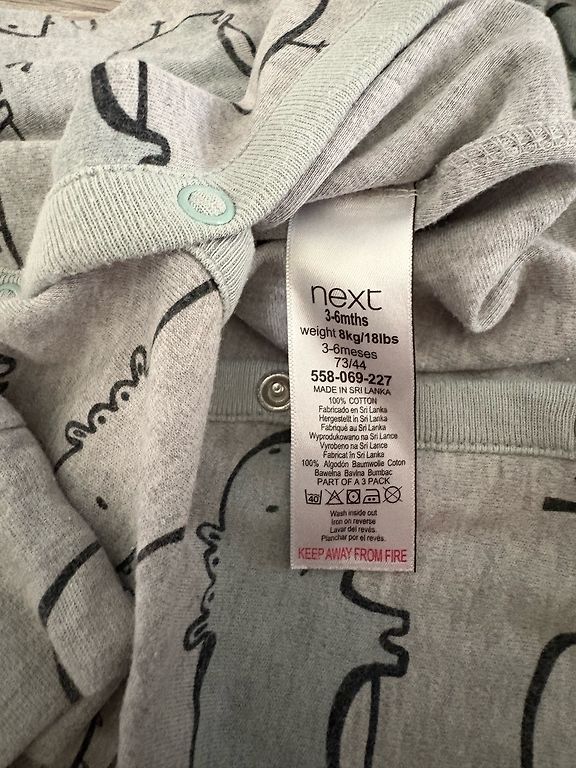 next
3-6mths
weight 8kg/18lbs
3-6meses
73/44
558-069-227
MADE IN SRI LANKA
100% COTTON
Fabricado en Sri Lanka
Hergestellt in Sri Lanka
Fabriqué au Sri Lanka
Wyprodukowano na Sri Lance
Vyrobeno na Sri Lance
Fabricat în Sri Lanka
100% Algodón Baumwolle Coton
Bawełna Bavlna Bumbac
PART OF A 3 PACK
40
Wash inside out
Iron on reverse
Lavar del revés.
Planchar por el revés.
KEEP AWAY FROM FIRE